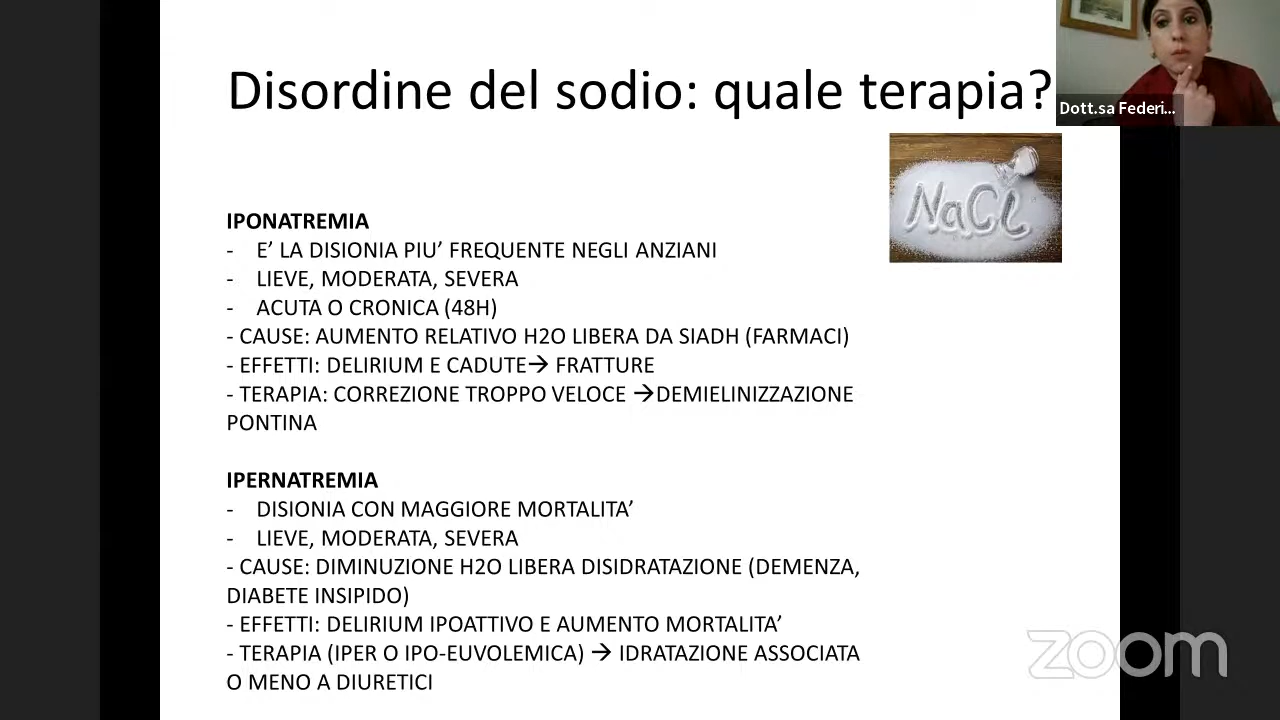 Disordine del sodio: quale terapia?
Dott.sa Federi...
NaCl
IPONATREMIA
- E’ LA DISIONIA PIU’ FREQUENTE NEGLI ANZIANI
- LIEVE, MODERATA, SEVERA
- ACUTA O CRONICA (48H)
- CAUSE: AUMENTO RELATIVO H2O LIBERA DA SIADH (FARMACI)
- EFFETTI: DELIRIUM E CADUTE→ FRATTURE
- TERAPIA: CORREZIONE TROPPO VELOCE →DEMIELINIZZAZIONE
PONTINA
IPERNATREMIA
- DISIONIA CON MAGGIORE MORTALITA’
- LIEVE, MODERATA, SEVERA
- CAUSE: DIMINUZIONE H2O LIBERA DISIDRATAZIONE (DEMENZA,
DIABETE INSIPIDO)
- EFFETTI: DELIRIUM IPOATTIVO E AUMENTO MORTALITA’
- TERAPIA (IPER O IPO-EUVOLEMICA) → IDRATAZIONE ASSOCIATA
O MENO A DIURETICI
zoom